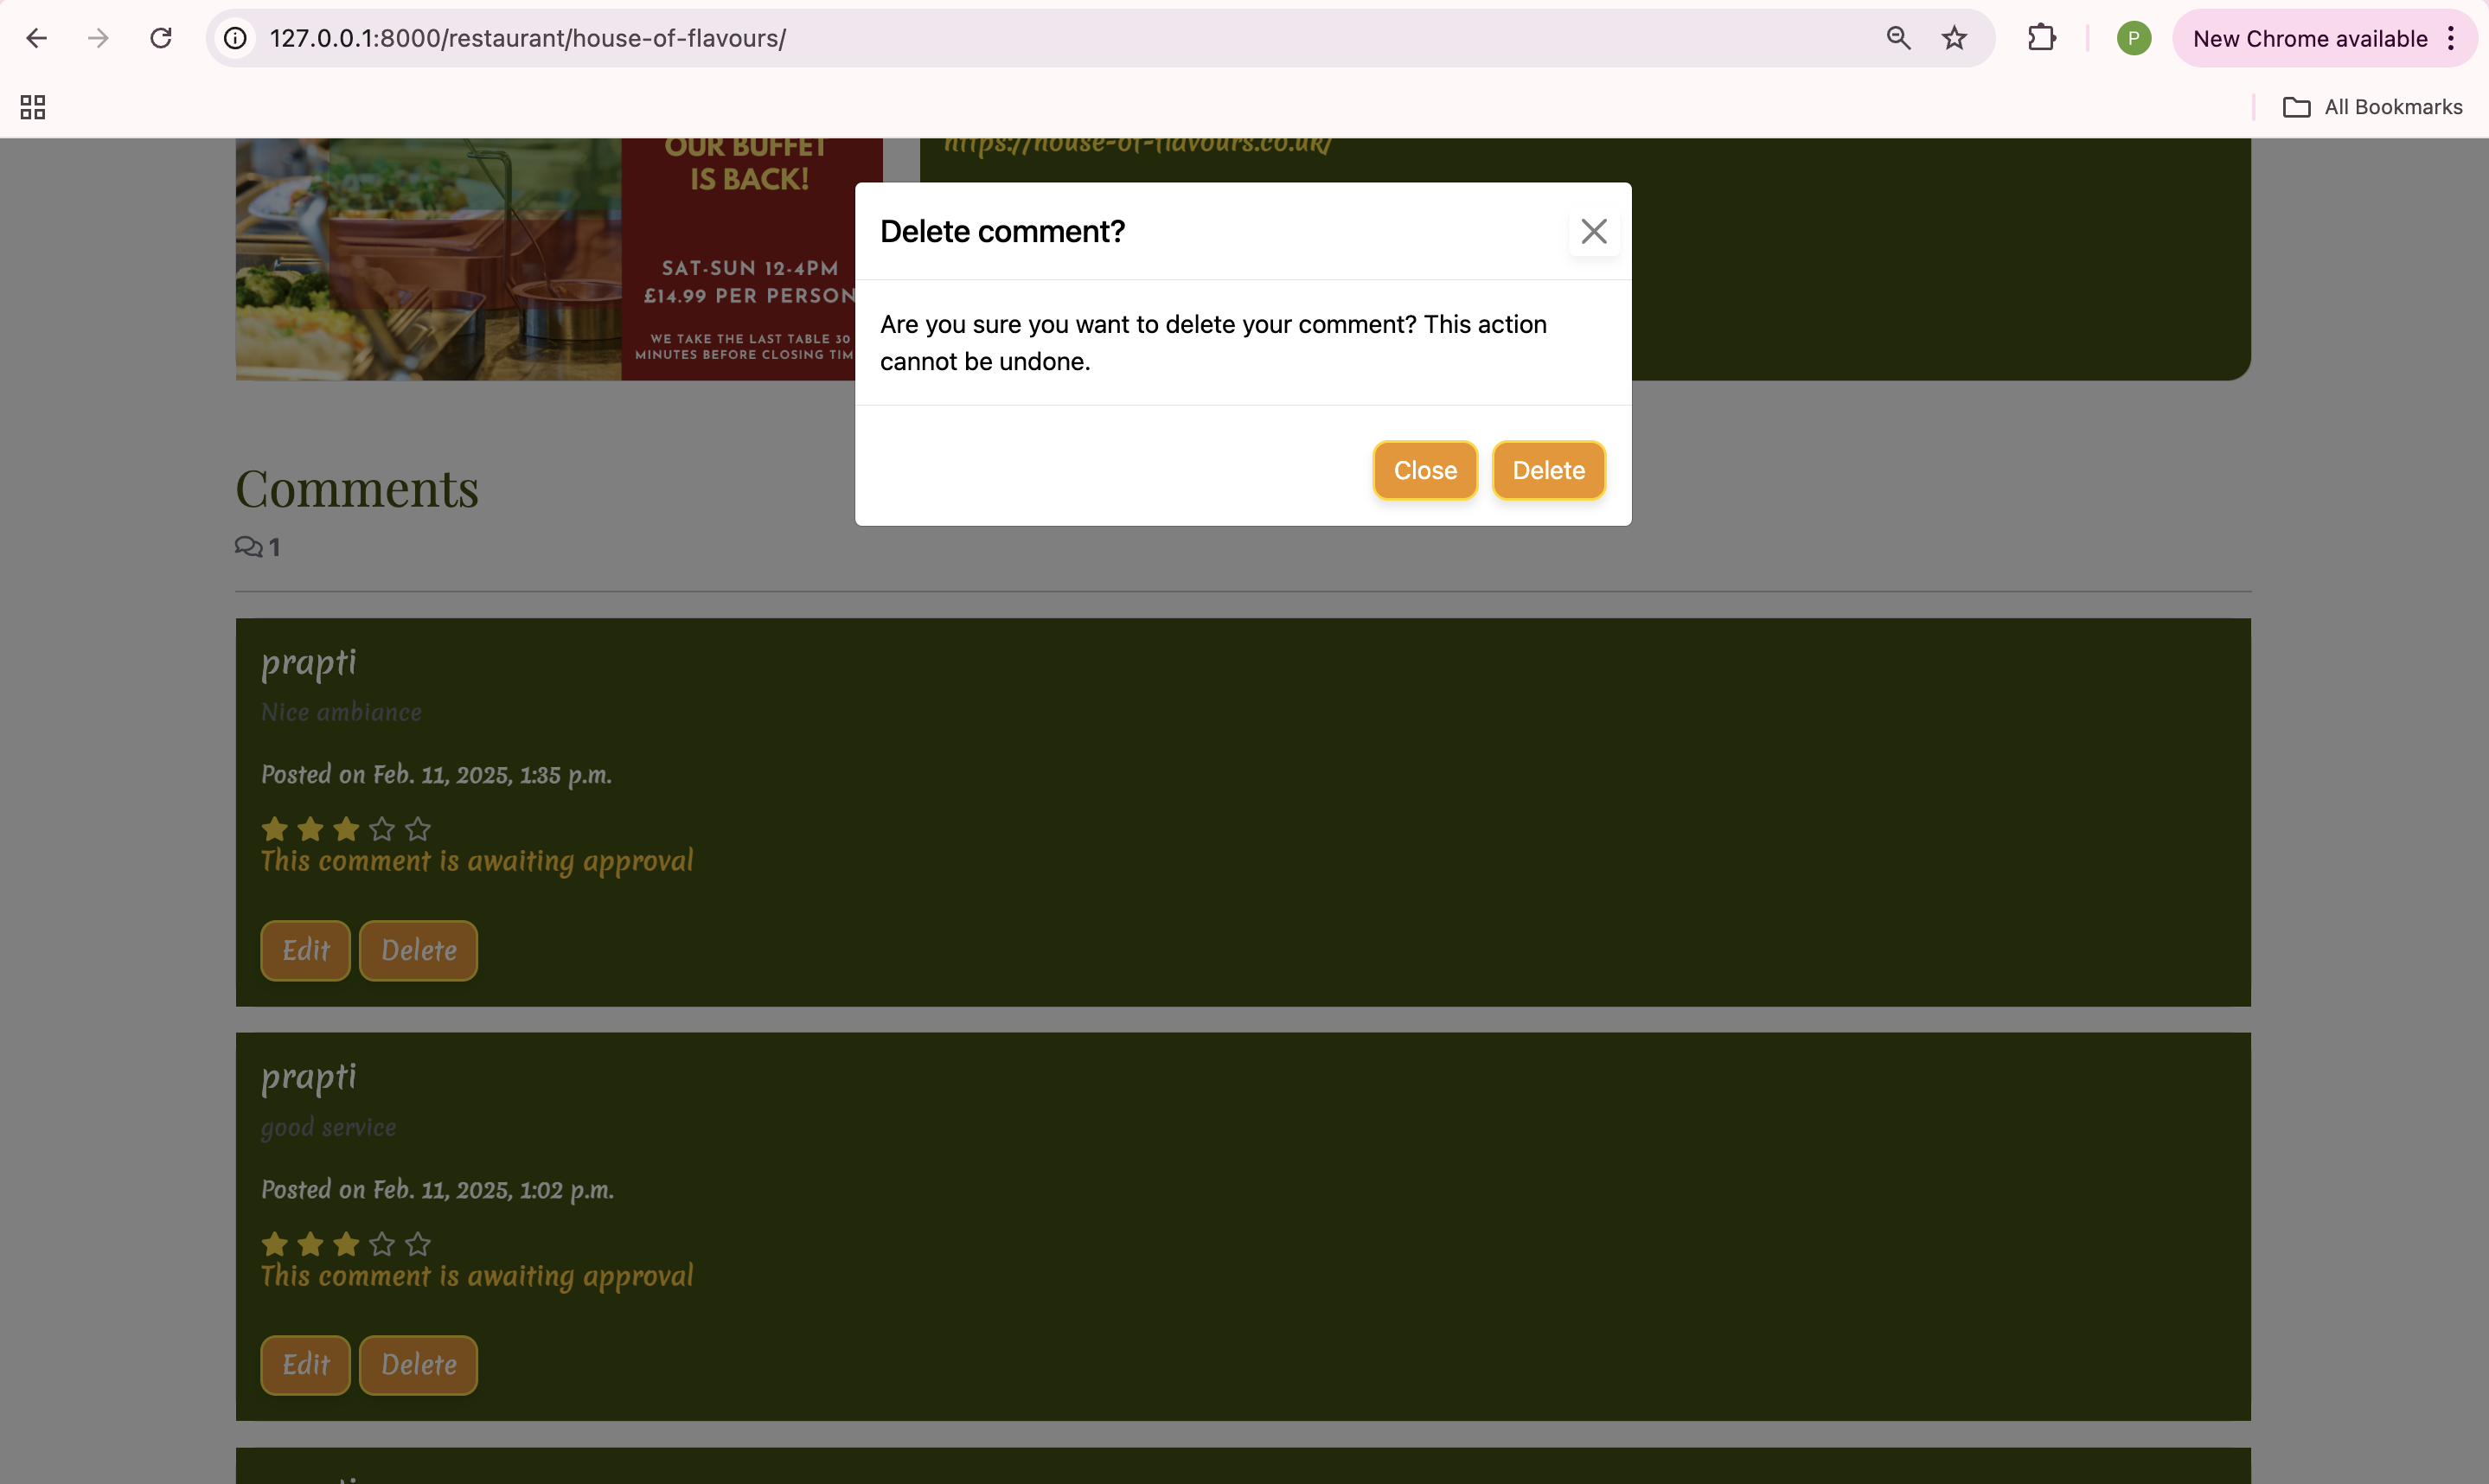 127.0.0.1:8000/restaurant/house-of-flavours/
P
New Chrome available
All Bookmarks
OUR BUFFET
IS BACK!
SAT-SUN 12-4PM
£14.99 PER PERSON
WE TAKE THE LAST TABLE 30
MINUTES BEFORE CLOSING TIM
https://house-of-flavours.co.uk/
Delete comment?
Are you sure you want to delete your comment? This action
cannot be undone.
Close Delete
Comments
1
prapti
Nice ambiance
Posted on Feb. 11, 2025, 1:35 p.m.
This comment is awaiting approval
Edit Delete
prapti
good service
Posted on Feb. 11, 2025, 1:02 p.m.
This comment is awaiting approval
Edit Delete